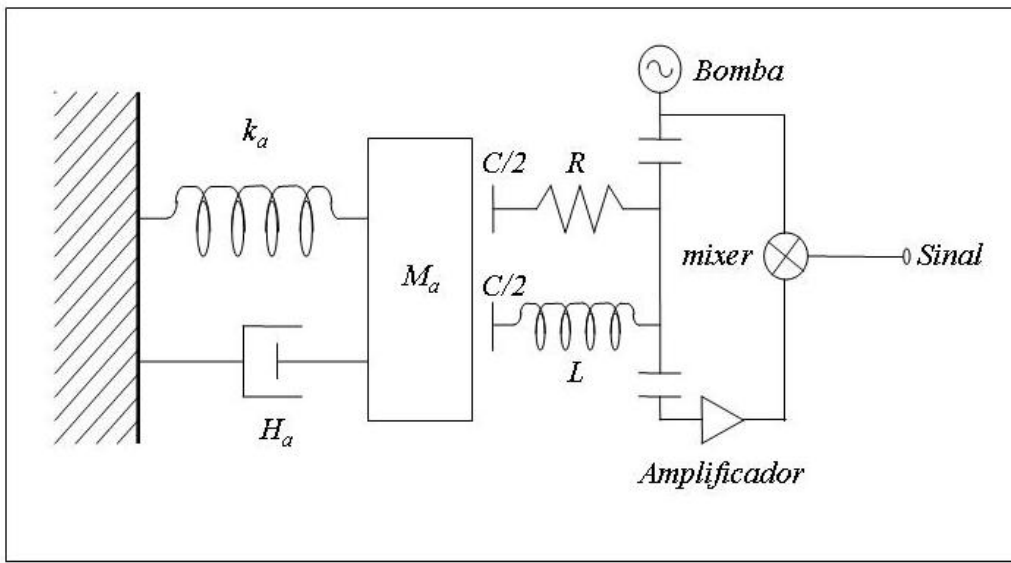 Bomba
k_a
C/2
R
M_a
mixer
Sinal
C/2
L
H_a
Amplificador